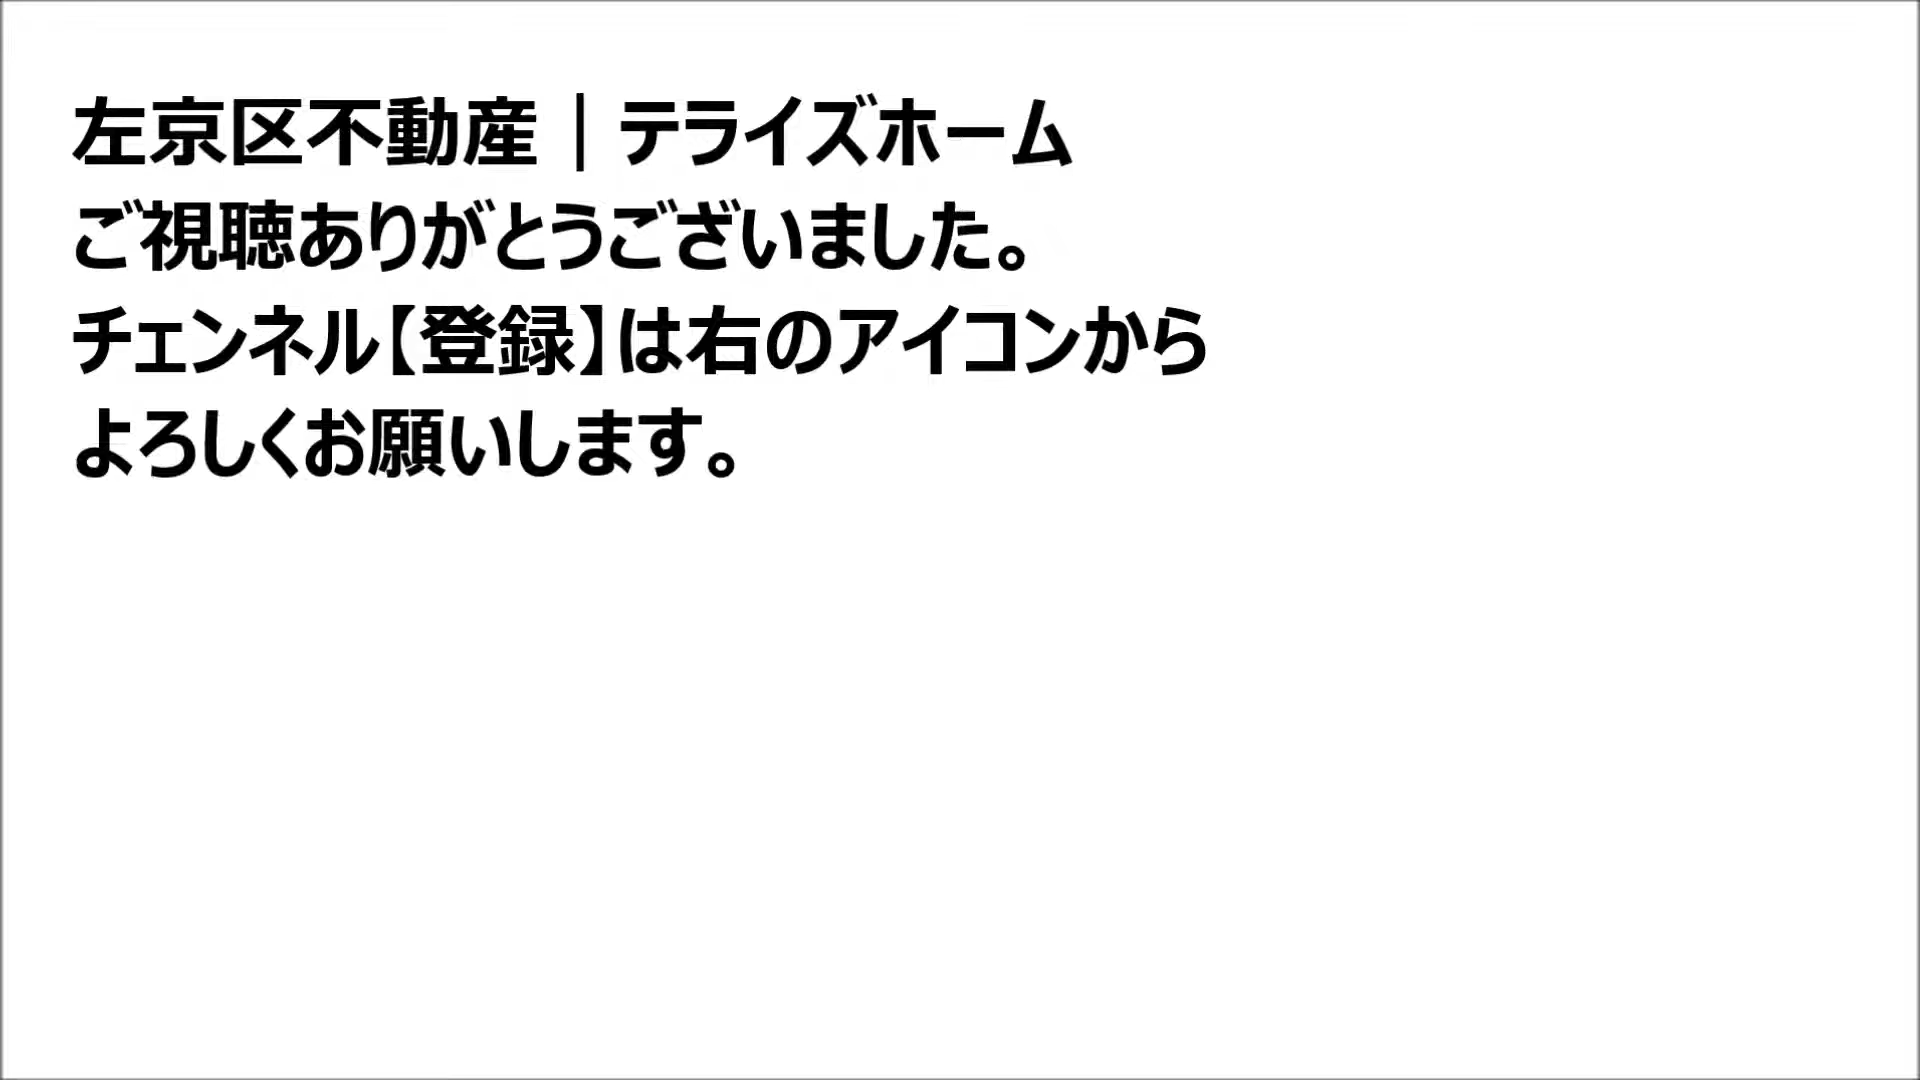 左京区不動産｜テライズホーム
ご視聴ありがとうございました。
チェンネル【登録】は右のアイコンから
よろしくお願いします。